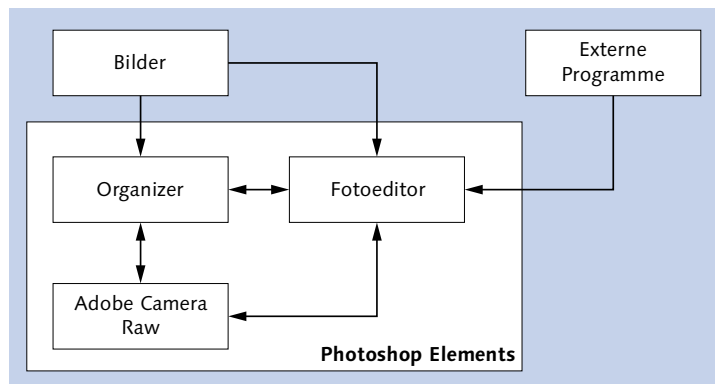 Bilder
Externe
Programme
Organizer
Fotoeditor
Adobe Camera
Raw
Photoshop Elements